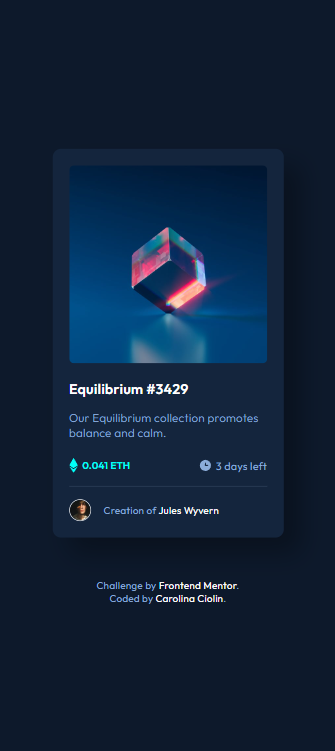 Equilibrium #3429
Our Equilibrium collection promotes
balance and calm.
0.041 ETH
3 days left
Creation of Jules Wyvern
Challenge by Frontend Mentor.
Coded by Carolina Ciolin.